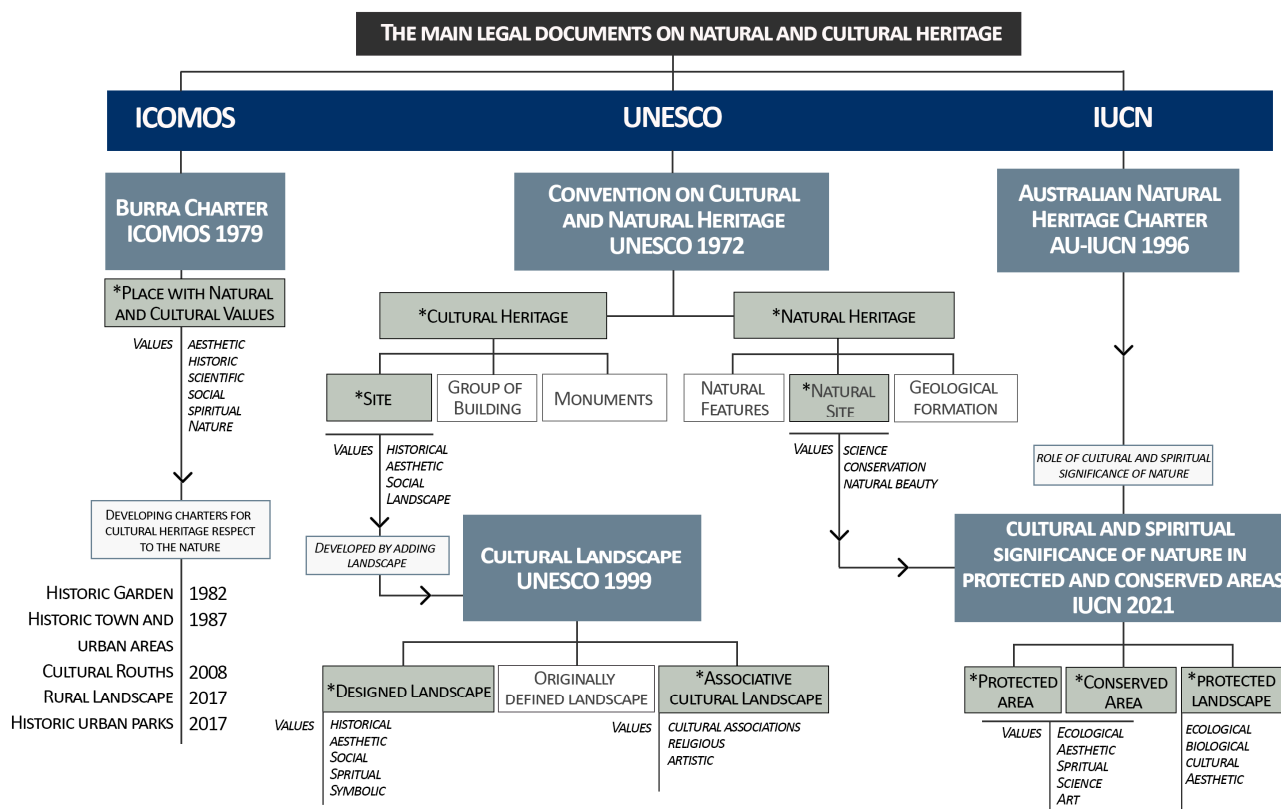 THE MAIN LEGAL DOCUMENTS ON NATURAL AND CULTURAL HERITAGE
ICOMOS
UNESCO
IUCN
BURRA CHARTER
ICOMOS 1979
CONVENTION ON CULTURAL
AND NATURAL HERITAGE
UNESCO 1972
AUSTRALIAN NATURAL
HERITAGE CHARTER
AU-IUCN 1996
*PLACE WITH NATURAL
AND CULTURAL VALUES
VALUES
AESTHETIC
HISTORIC
SCIENTIFIC
SOCIAL
SPIRITUAL
NATURE
DEVELOPING CHARTERS FOR
CULTURAL HERITAGE RESPECT
TO THE NATURE
HISTORIC GARDEN 1982
HISTORIC TOWN AND 1987
URBAN AREAS
CULTURAL ROUTHS 2008
RURAL LANDSCAPE 2017
HISTORIC URBAN PARKS 2017
*CULTURAL HERITAGE
*NATURAL HERITAGE
*SITE
GROUP OF
BUILDING
MONUMENTS
NATURAL
FEATURES
*NATURAL
SITE
GEOLOGICAL
FORMATION
VALUES
HISTORICAL
AESTHETIC
SOCIAL
LANDSCAPE
VALUES
SCIENCE
CONSERVATION
NATURAL BEAUTY
DEVELOPED BY ADDING
LANDSCAPE
CULTURAL LANDSCAPE
UNESCO 1999
*DESIGNED LANDSCAPE
ORIGINALLY
DEFINED LANDSCAPE
*ASSOCIATIVE
CULTURAL LANDSCAPE
VALUES
HISTORICAL
AESTHETIC
SOCIAL
SPRITUAL
SYMBOLIC
VALUES
CULTURAL ASSOCIATIONS
RELIGIOUS
ARTISTIC
ROLE OF CULTURAL AND SPIRITUAL
SIGNIFICANCE OF NATURE
CULTURAL AND SPIRITUAL
SIGNIFICANCE OF NATURE IN
PROTECTED AND CONSERVED AREAS
IUCN 2021
*PROTECTED
AREA
*CONSERVED
AREA
*PROTECTED
LANDSCAPE
VALUES
ECOLOGICAL
AESTHETIC
SPRITUAL
SCIENCE
ART
ECOLOGICAL
BIOLOGICAL
CULTURAL
AESTHETIC